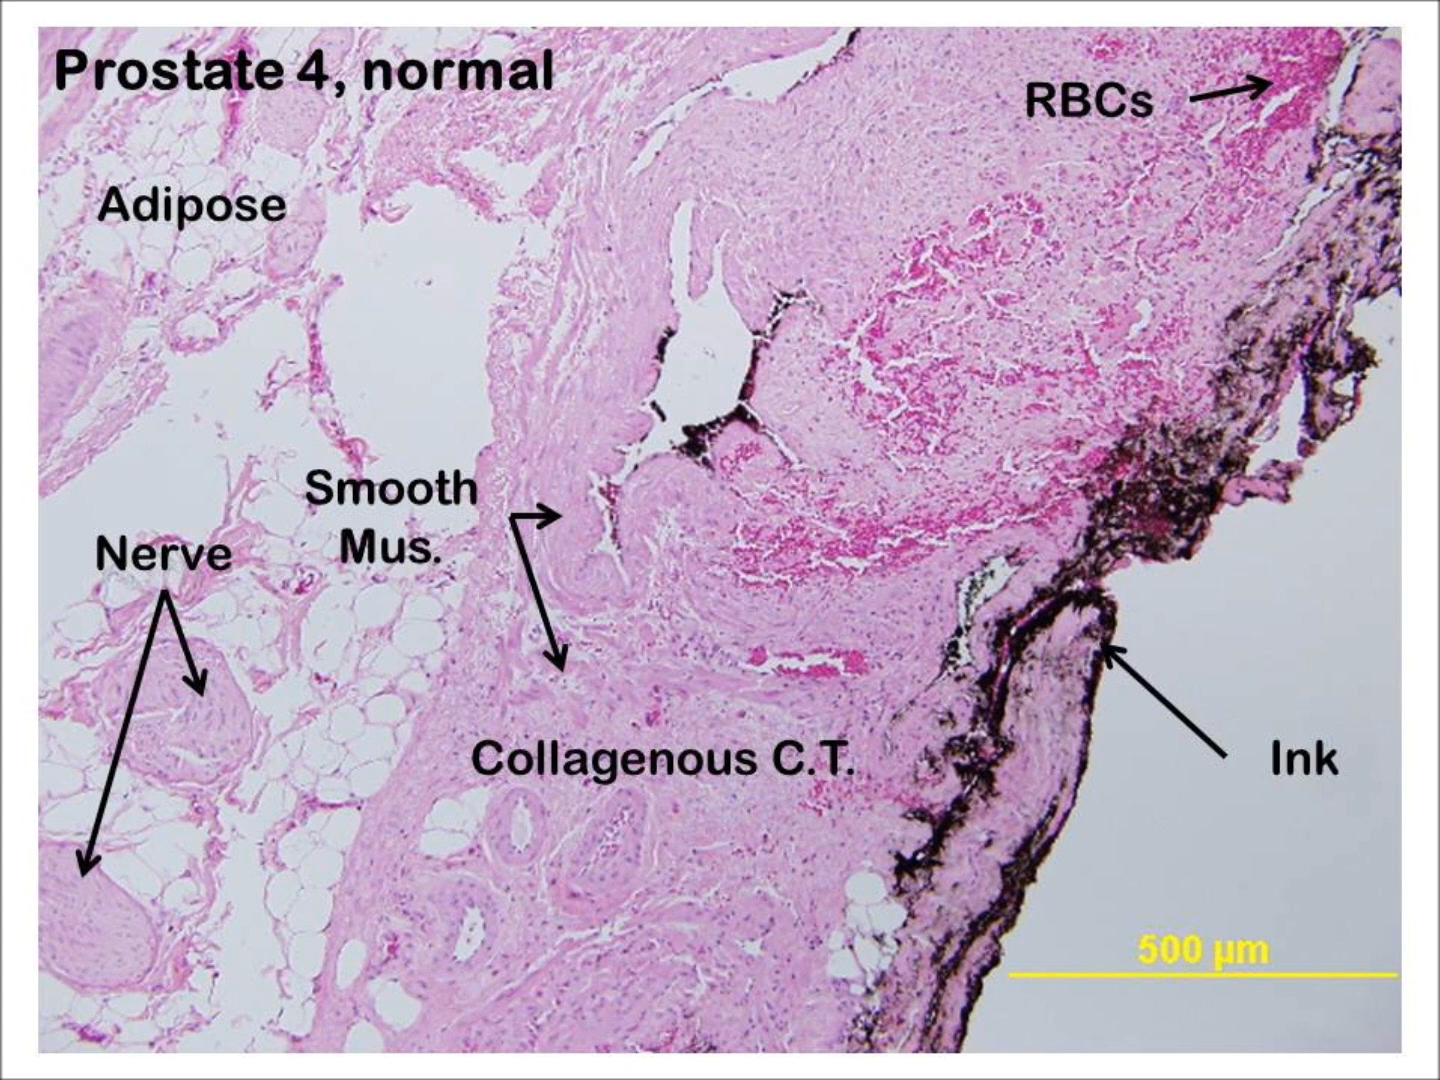 Prostate 4, normal
RBCs
Adipose
Smooth
Mus.
Nerve
Collagenous C.T.
Ink
500 µm